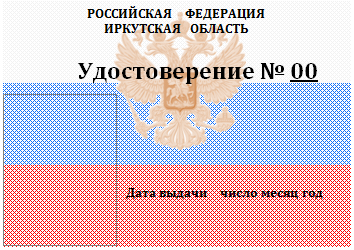 РОССИЙСКАЯ ФЕДЕРАЦИЯ
ИРКУТСКАЯ ОБЛАСТЬ
Удостоверение № 00
Дата выдачи число месяц год